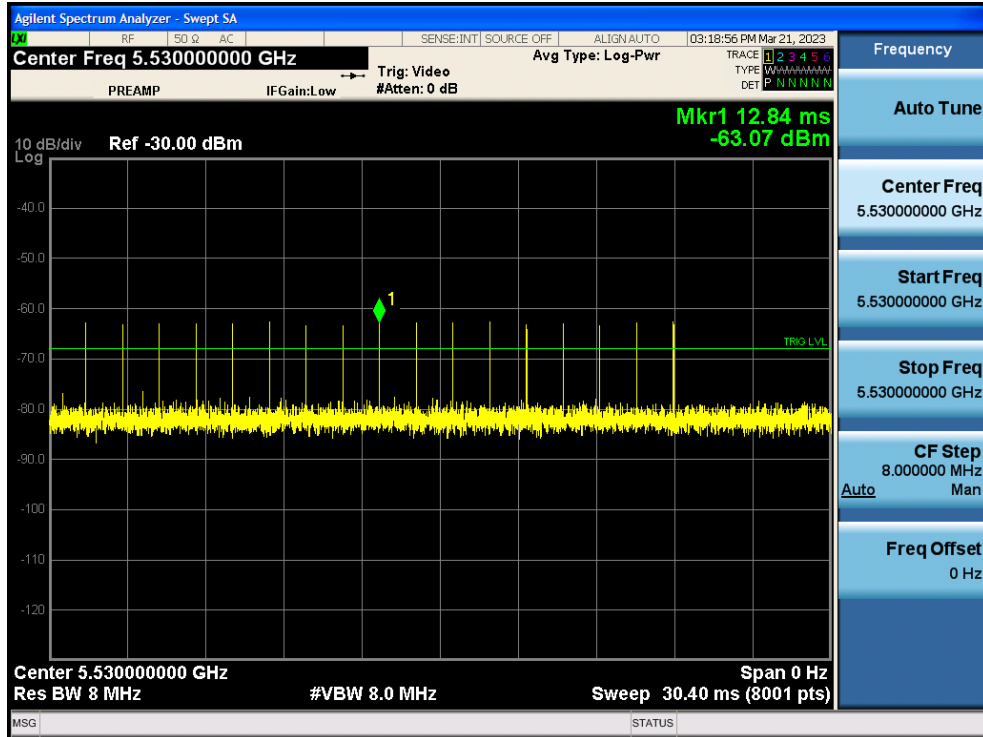 Agilent Spectrum Analyzer - Swept SA
LXI RF 50 Ω AC SENSE:INT SOURCE OFF ALIGN AUTO 03:18:56 PM Mar 21, 2023
Center Freq 5.530000000 GHz
PREAMP IFGain:Low
Trig: Video
#Atten: 0 dB
Avg Type: Log-Pwr
TRACE 1 2 3 4 5 6
TYPE
DET P N N N N N
Mkr1 12.84 ms
-63.07 dBm
10 dB/div Ref -30.00 dBm
Log
-40.0
-50.0
1
-60.0
TRIG LVL
-70.0
-80.0
-90.0
-100
-110
-120
Center 5.530000000 GHz Span 0 Hz
Res BW 8 MHz #VBW 8.0 MHz Sweep 30.40 ms (8001 pts)
MSG STATUS
Frequency
Auto Tune
Center Freq
5.530000000 GHz
Start Freq
5.530000000 GHz
Stop Freq
5.530000000 GHz
CF Step
8.000000 MHz
Auto Man
Freq Offset
0 Hz